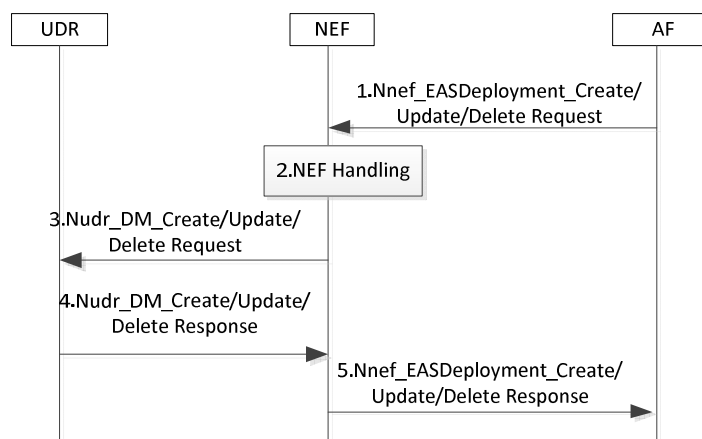 UDR
NEF
AF
1.Nnef_EASDeployment_Create/
Update/Delete Request
2.NEF Handling
3.Nudr_DM_Create/Update/
Delete Request
4.Nudr_DM_Create/Update/
Delete Response
5.Nnef_EASDeployment_Create/
Update/Delete Response